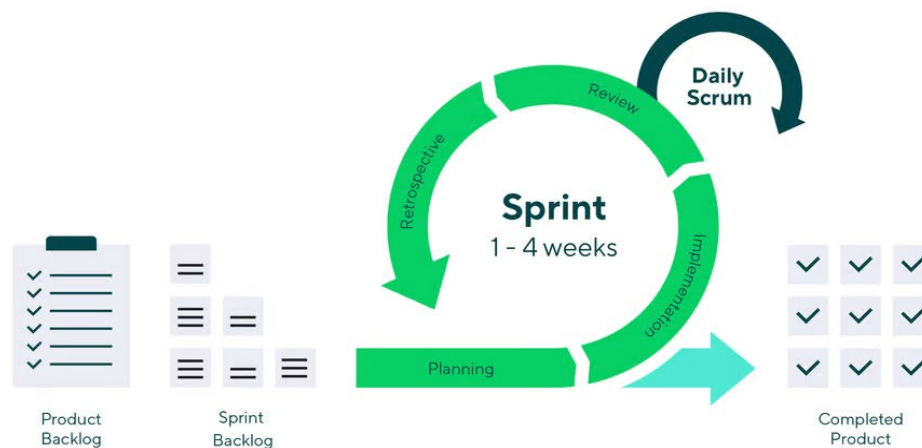 Daily
Scrum
Review
Retrospective
Sprint
1 - 4 weeks
Implementation
Planning
Product
Backlog
Sprint
Backlog
Completed
Product